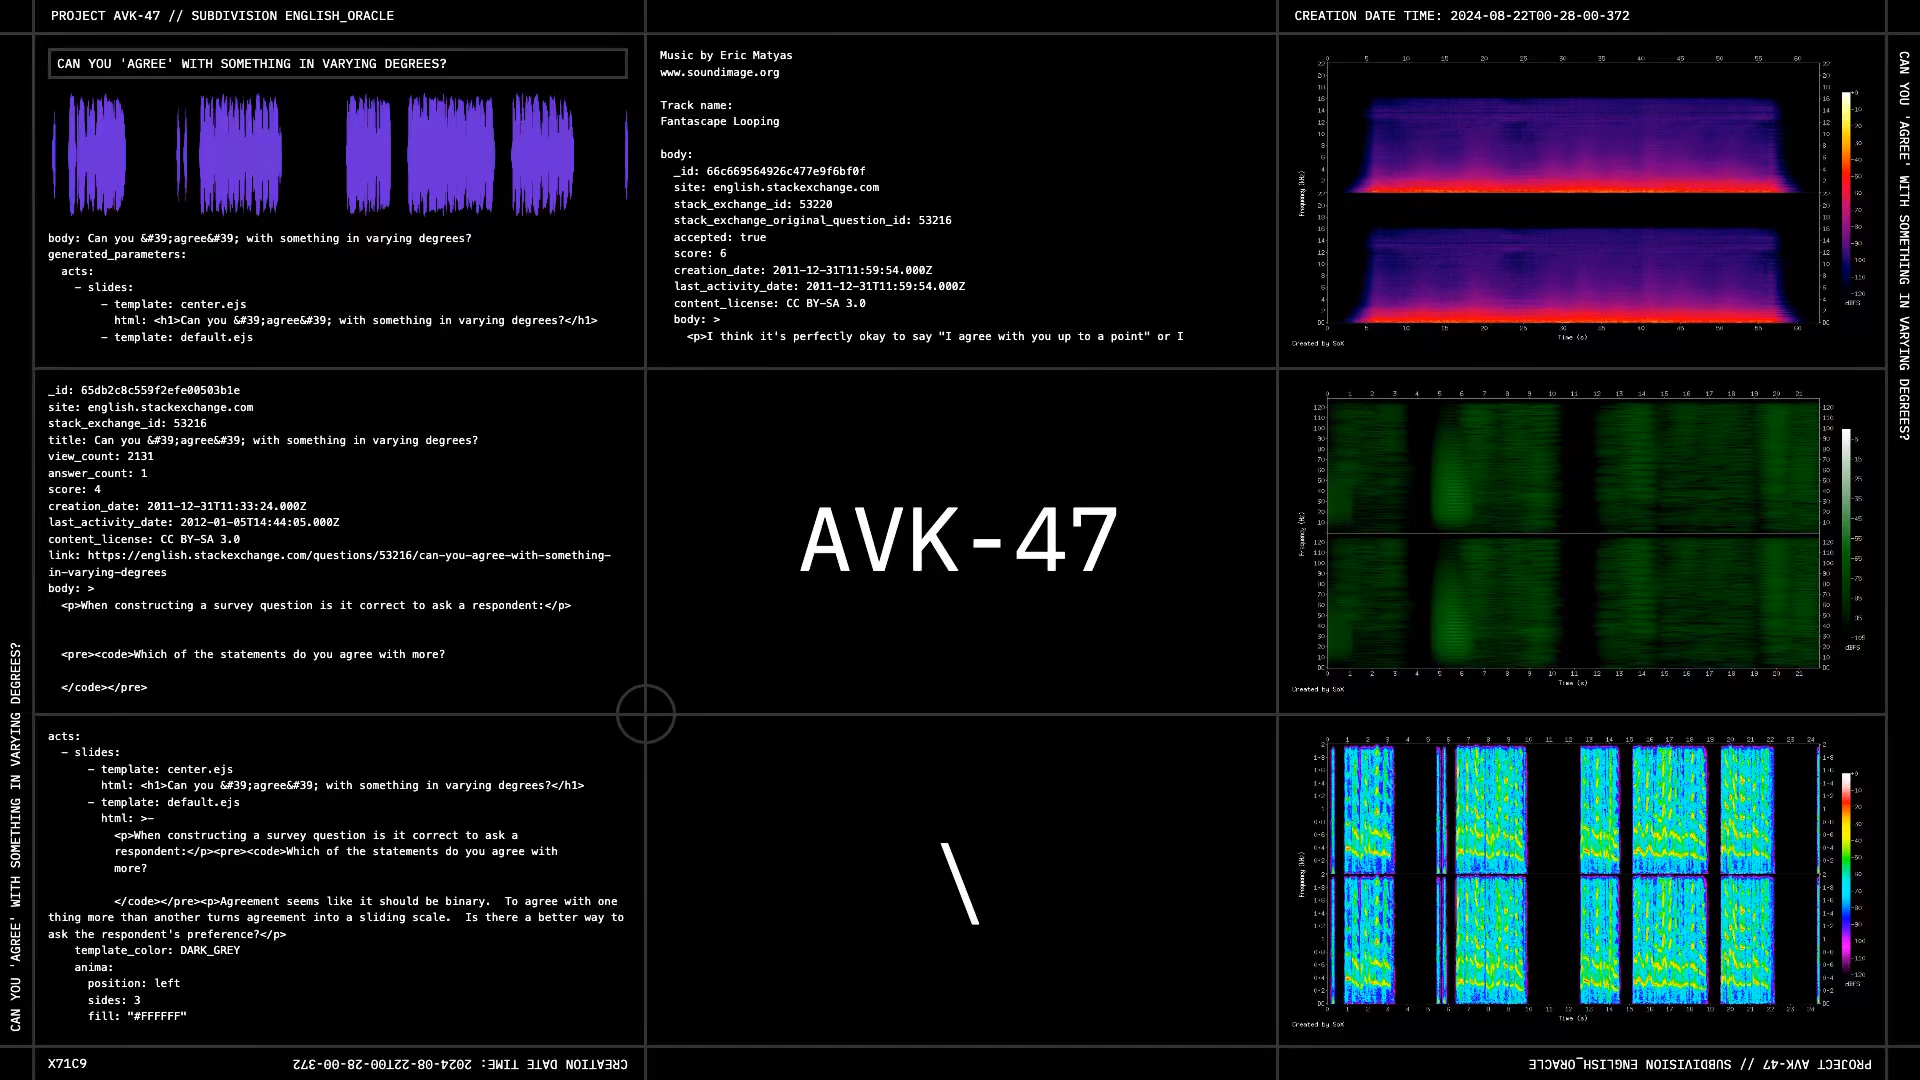 PROJECT AVK-47 // SUBDIVISION ENGLISH_ORACLE
CREATION DATE TIME: 2024-08-22T00-28-00-372
CAN YOU 'AGREE' WITH SOMETHING IN VARYING DEGREES?
body: Can you &#39;agree&#39; with something in varying degrees?
generated_parameters:
acts:
– slides:
– template: center.ejs
html: <h1>Can you &#39;agree&#39; with something in varying degrees?</h1>
– template: default.ejs
Music by Eric Matyas
www.soundimage.org
Track name:
Fantascape Looping
body:
_id: 66c669564926c477e9f6bf0f
site: english.stackexchange.com
stack_exchange_id: 53220
stack_exchange_original_question_id: 53216
accepted: true
score: 6
creation_date: 2011-12-31T11:59:54.000Z
last_activity_date: 2011-12-31T11:59:54.000Z
content_license: CC BY-SA 3.0
body: >
<p>I think it's perfectly okay to say "I agree with you up to a point" or I
Frequency (kHz)
Time (s)
dBFS
Created by SoX
CAN YOU 'AGREE' WITH SOMETHING IN VARYING DEGREES?
_id: 65db2c8c559f2efe00503b1e
site: english.stackexchange.com
stack_exchange_id: 53216
title: Can you &#39;agree&#39; with something in varying degrees?
view_count: 2131
answer_count: 1
score: 4
creation_date: 2011-12-31T11:33:24.000Z
last_activity_date: 2012-01-05T14:44:05.000Z
content_license: CC BY-SA 3.0
link: https://english.stackexchange.com/questions/53216/can-you-agree-with-something-
in-varying-degrees
body: >
<p>When constructing a survey question is it correct to ask a respondent:</p>
<pre><code>Which of the statements do you agree with more?
</code></pre>
AVK-47
Frequency (Hz)
Time (s)
dBFS
Created by SoX
CAN YOU 'AGREE' WITH SOMETHING IN VARYING DEGREES?
acts:
– slides:
– template: center.ejs
html: <h1>Can you &#39;agree&#39; with something in varying degrees?</h1>
– template: default.ejs
html: >–
<p>When constructing a survey question is it correct to ask a
respondent:</p><pre><code>Which of the statements do you agree with
more?
</code></pre><p>Agreement seems like it should be binary.  To agree with one
thing more than another turns agreement into a sliding scale.  Is there a better way to
ask the respondent's preference?</p>
template_color: DARK_GREY
anima:
position: left
sides: 3
fill: "#FFFFFF"
\
Frequency (kHz)
Time (s)
dBFS
Created by SoX
X71C9
CREATION DATE TIME: 2024-08-22T00-28-00-372
PROJECT AVK-47 // SUBDIVISION ENGLISH_ORACLE